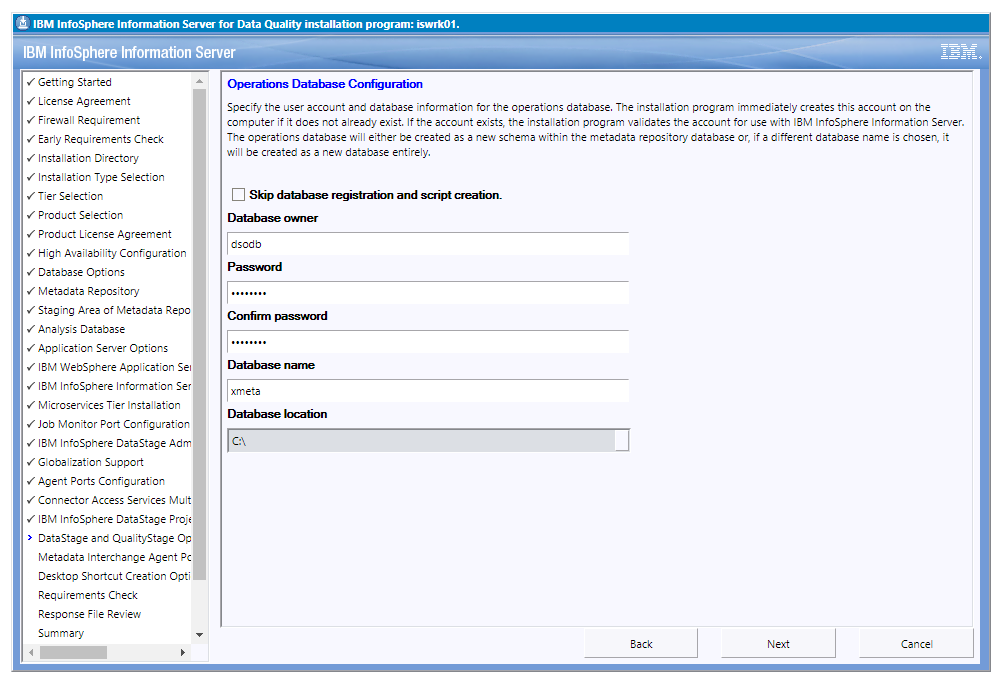 IBM InfoSphere Information Server for Data Quality installation program: iswrk01.
IBM InfoSphere Information Server
IBM.
Getting Started
License Agreement
Firewall Requirement
Early Requirements Check
Installation Directory
Installation Type Selection
Tier Selection
Product Selection
Product License Agreement
High Availability Configuration
Database Options
Metadata Repository
Staging Area of Metadata Repo
Analysis Database
Application Server Options
IBM WebSphere Application Ser
IBM InfoSphere Information Ser
Microservices Tier Installation
Job Monitor Port Configuration
IBM InfoSphere DataStage Adm
Globalization Support
Agent Ports Configuration
Connector Access Services Mult
IBM InfoSphere DataStage Proje
DataStage and QualityStage Op
Metadata Interchange Agent Po
Desktop Shortcut Creation Opti
Requirements Check
Response File Review
Summary
Operations Database Configuration
Specify the user account and database information for the operations database. The installation program immediately creates this account on the
computer if it does not already exist. If the account exists, the installation program validates the account for use with IBM InfoSphere Information Server.
The operations database will either be created as a new schema within the metadata repository database or, if a different database name is chosen, it
will be created as a new database entirely.
Skip database registration and script creation.
Database owner
dsodb
Password
••••••••
Confirm password
••••••••
Database name
xmeta
Database location
C:\
Back
Next
Cancel